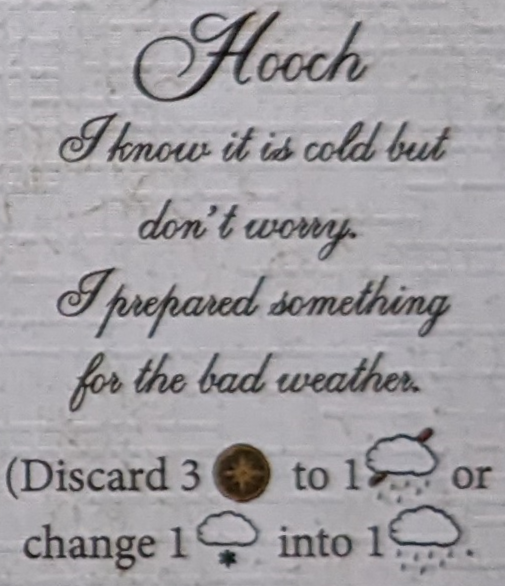 Hooch
I know it is cold but
don't worry.
I prepared something
for the bad weather.
(Discard 3 to 1 or
change 1 into 1 .